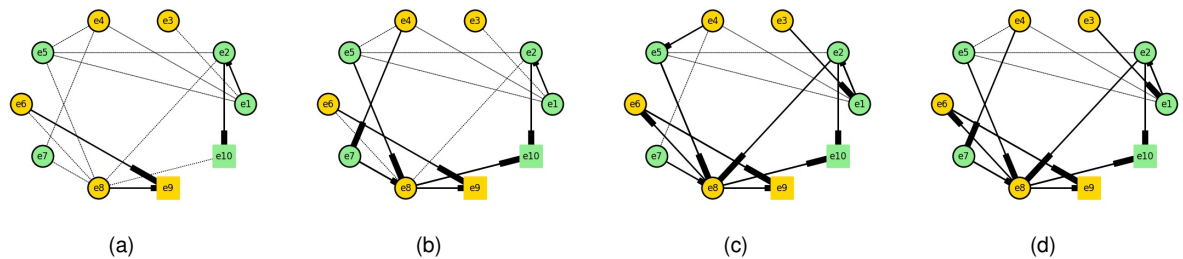 e4 e3 e4 e3 e4 e3 e4 e3
e5 e2 e5 e2 e5 e2 e5 e2
e6 e1 e6 e1 e6 e1 e6 e1
e7 e10 e7 e10 e7 e10 e7 e10
e8 e9 e8 e9 e8 e9 e8 e9
(a) (b) (c) (d)